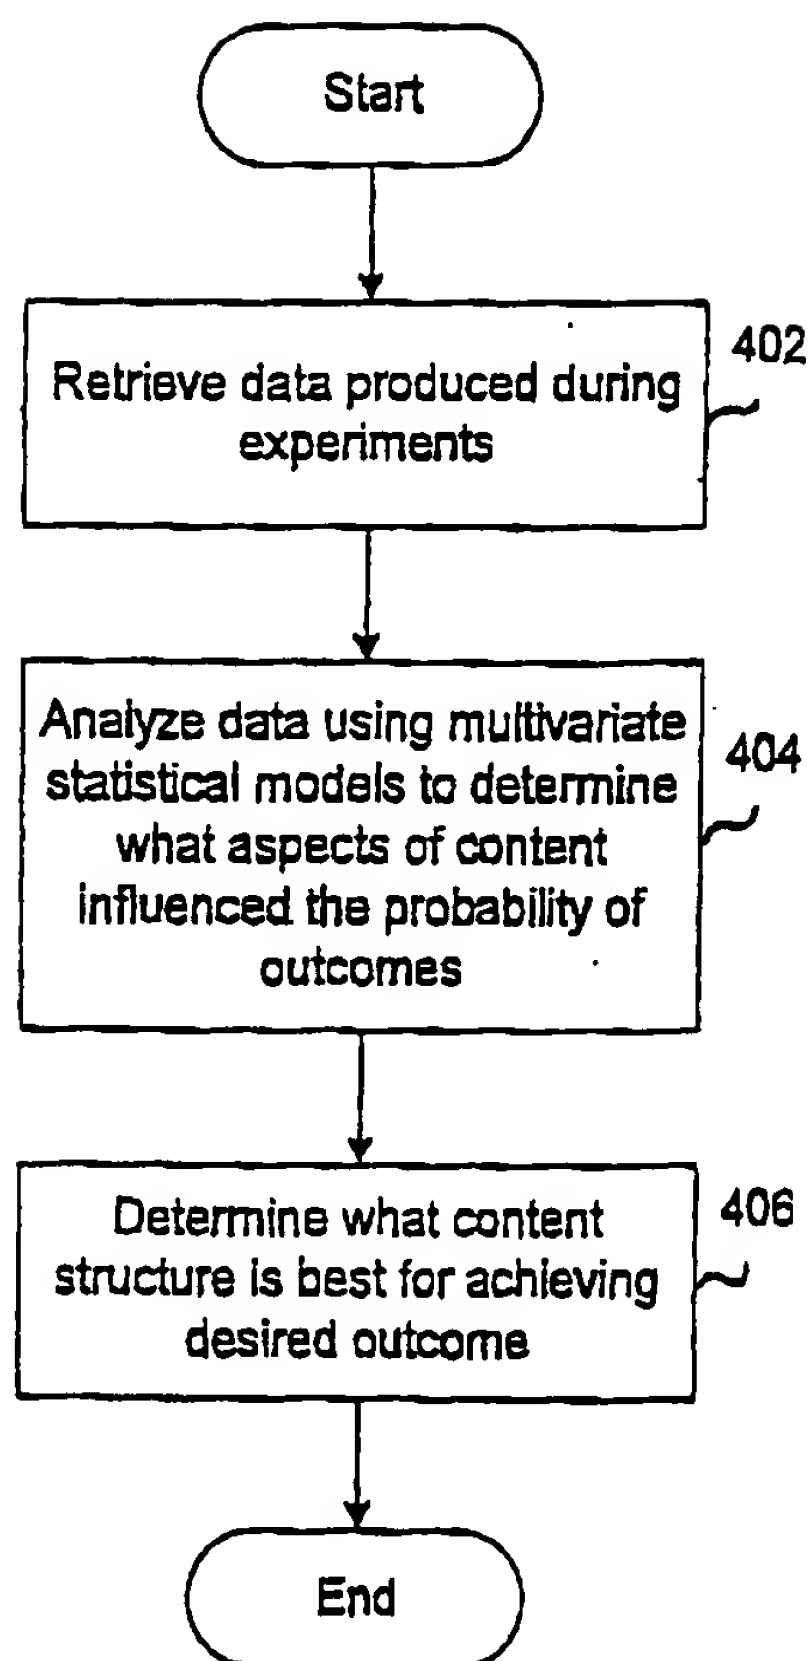 Start
402
Retrieve data produced during
experiments
404
Analyze data using multivariate
statistical models to determine
what aspects of content
influenced the probability of
outcomes
406
Determine what content
structure is best for achieving
desired outcome
End